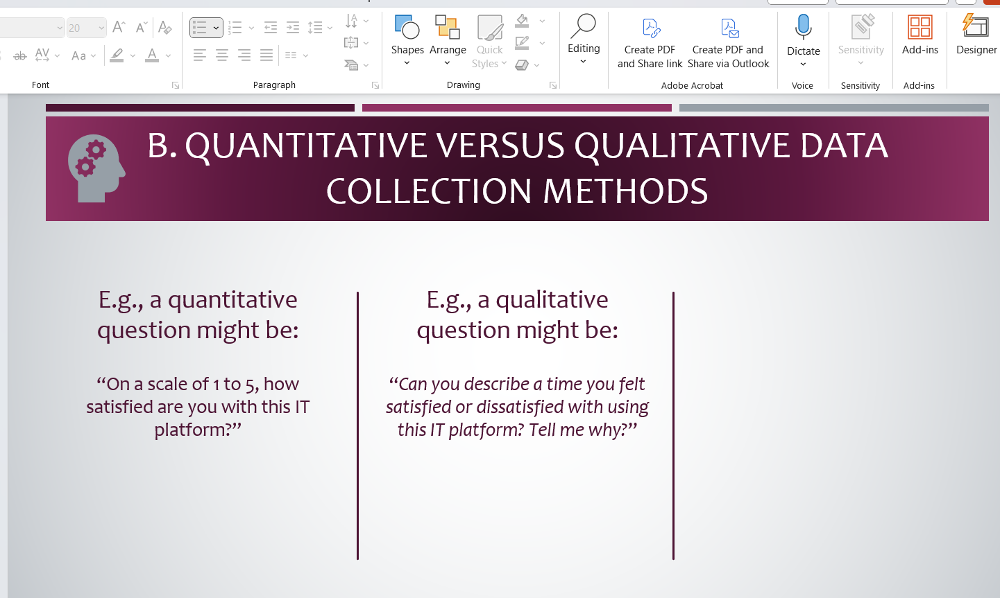 20
A
A
A
ab
AV
Aa
A
Font
Paragraph
Shapes
Arrange
Quick
Styles
Drawing
Editing
Create PDF
and Share link
Create PDF and
Share via Outlook
Adobe Acrobat
Dictate
Voice
Sensitivity
Sensitivity
Add-ins
Add-ins
Designer
B. QUANTITATIVE VERSUS QUALITATIVE DATA
COLLECTION METHODS
E.g., a quantitative
question might be:
“On a scale of 1 to 5, how
satisfied are you with this IT
platform?”
E.g., a qualitative
question might be:
“Can you describe a time you felt
satisfied or dissatisfied with using
this IT platform? Tell me why?”